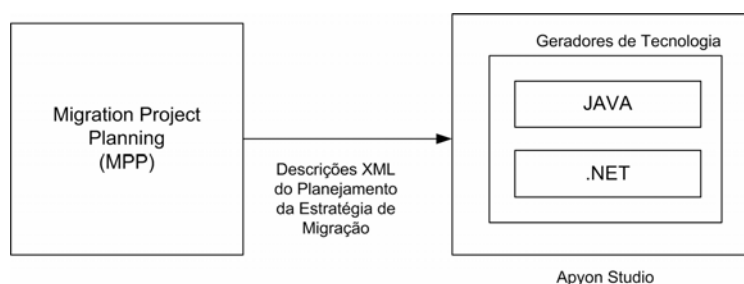 Migration Project
Planning
(MPP)
Descrições XML
do Planejamento
da Estratégia de
Migração
Geradores de Tecnologia
JAVA
.NET
Apyon Studio